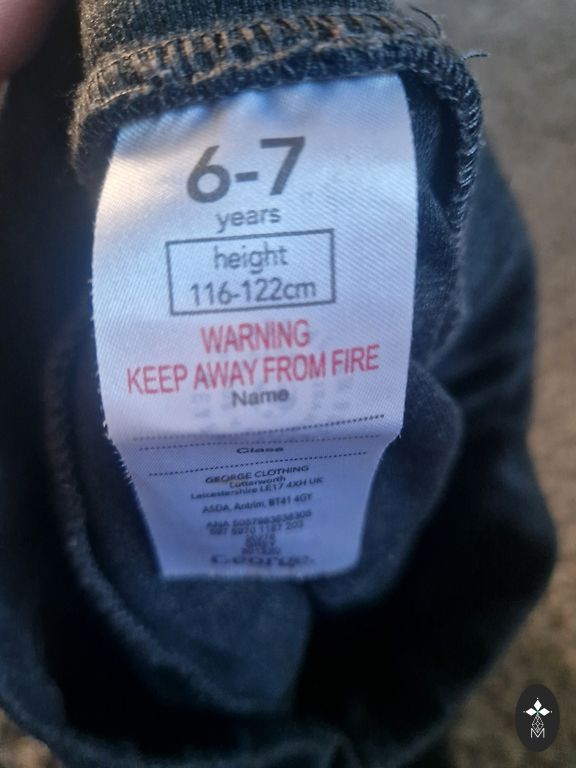 6-7
years
height
116-122cm
WARNING
KEEP AWAY FROM FIRE
Name
Class
GEORGE CLOTHING
Lutterworth
Leicestershire LE17 4XH UK
ASDA, Antrim, BT41 4GY
George.
M